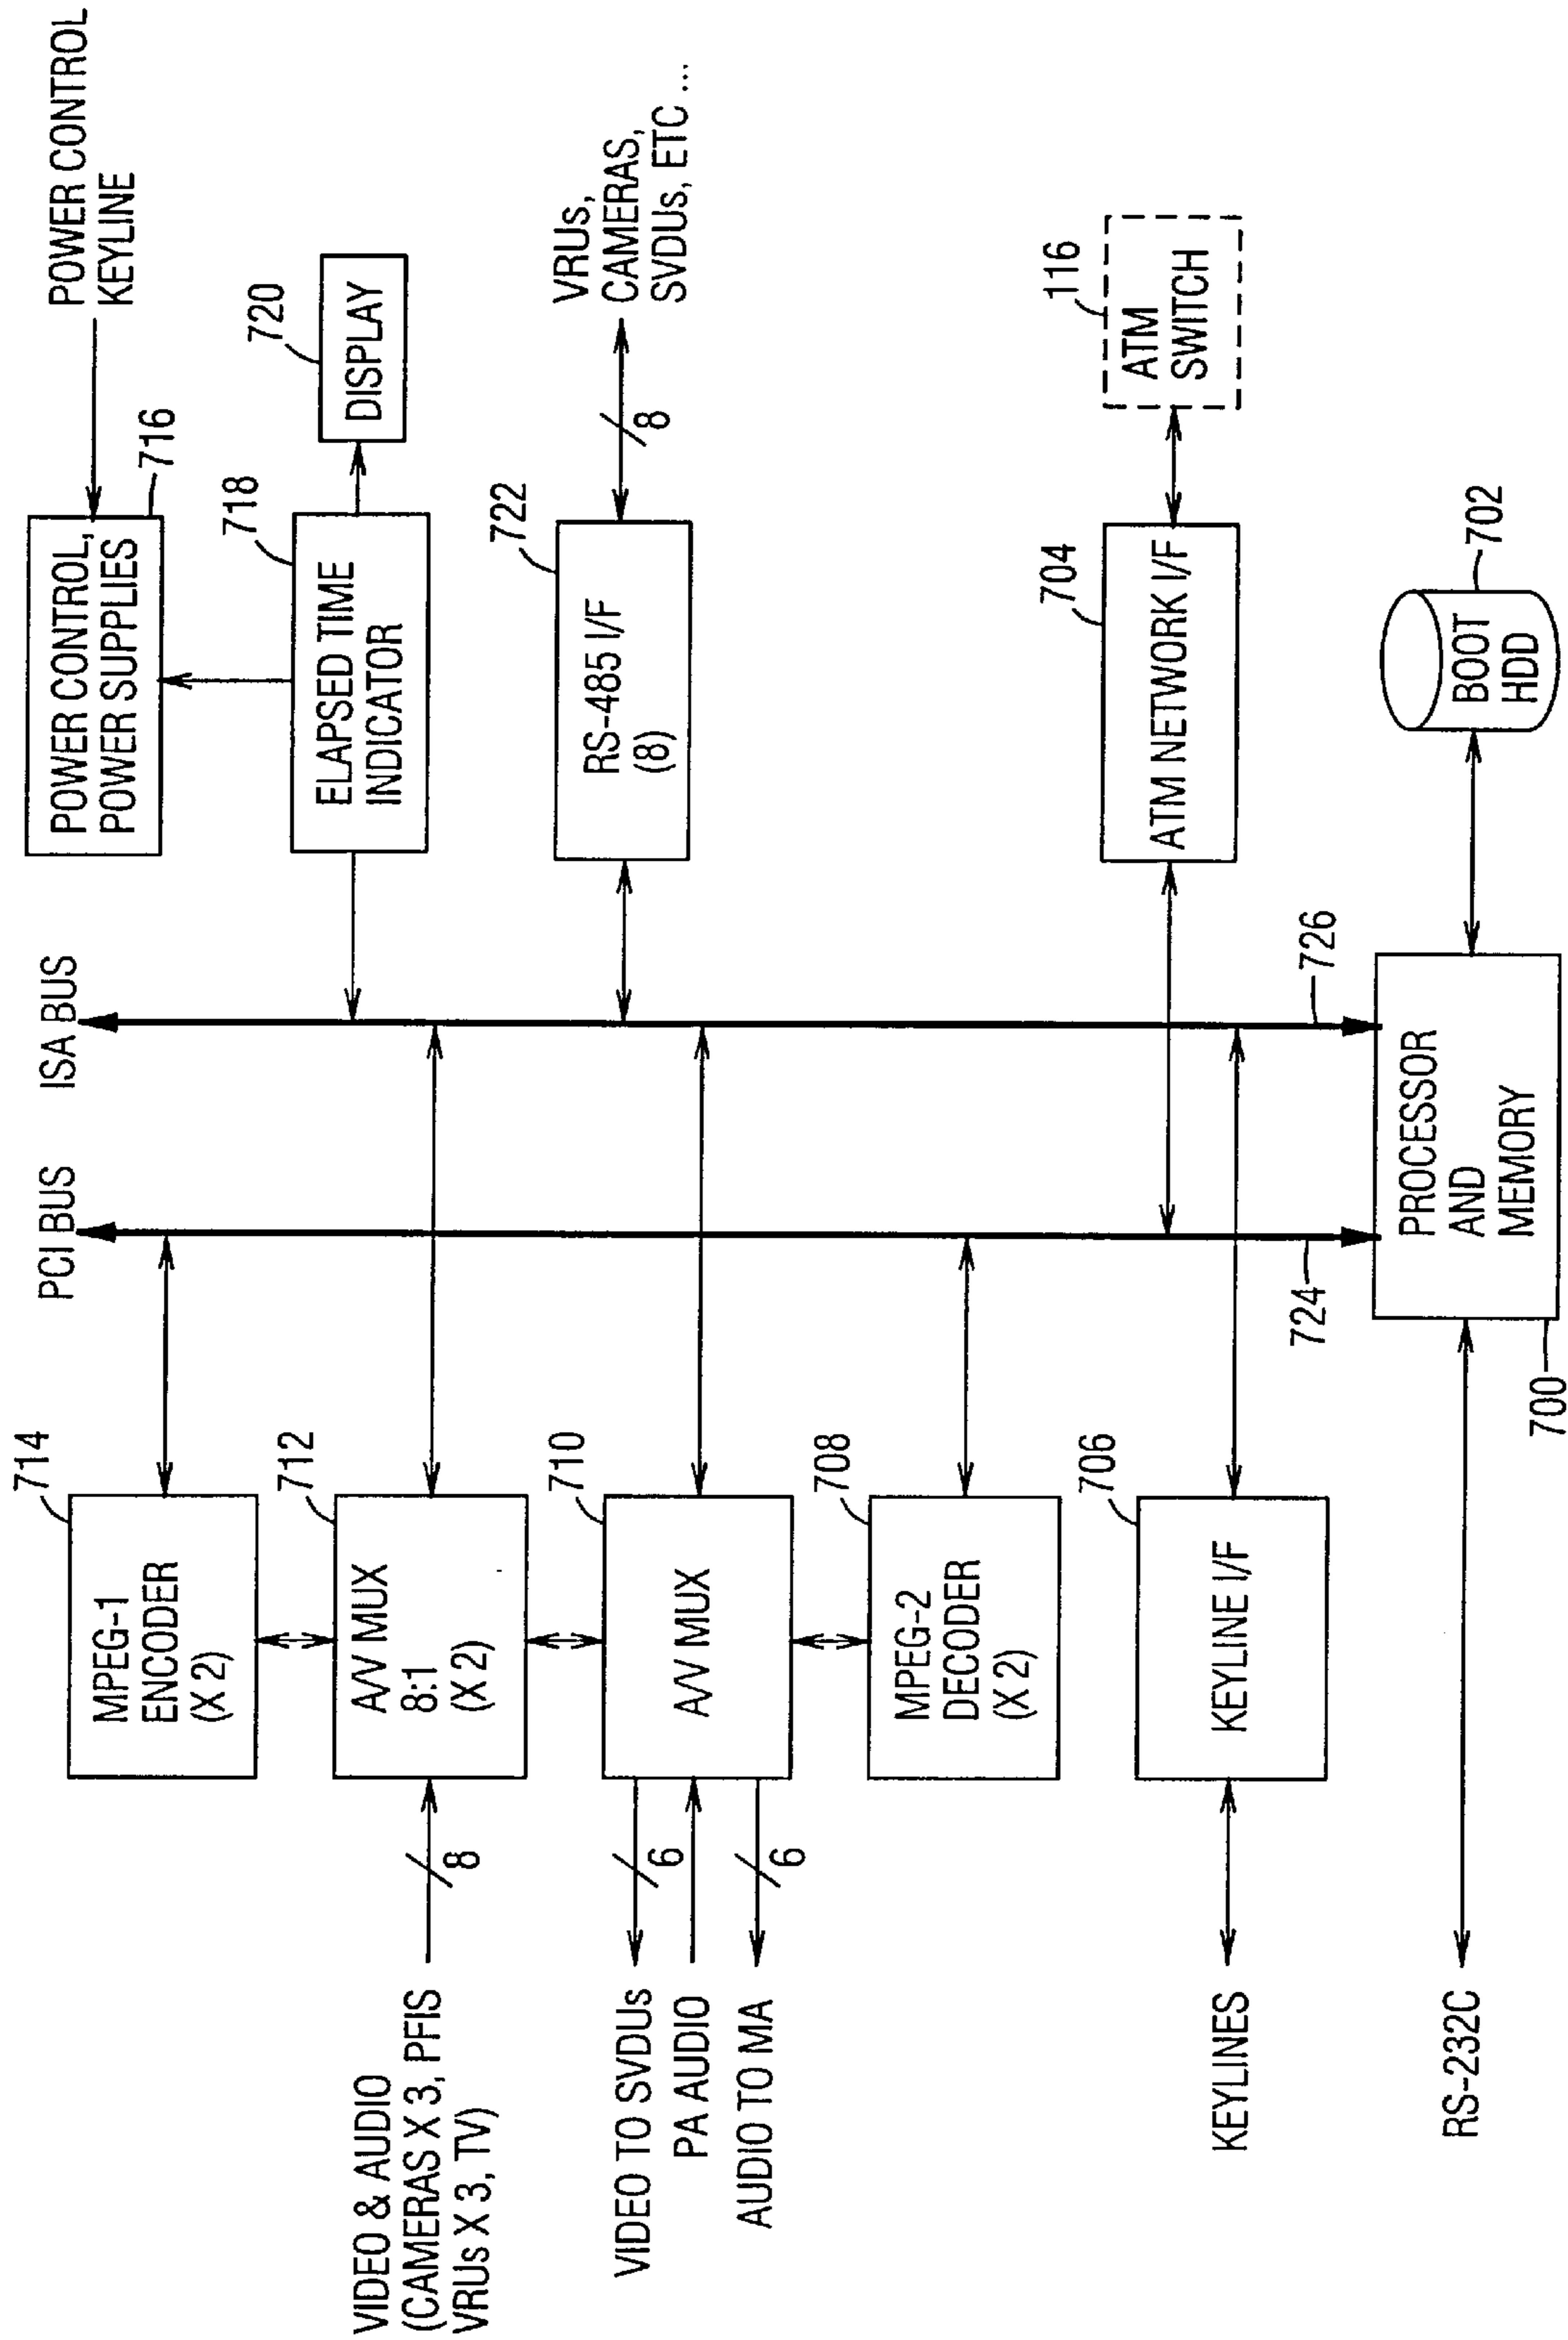 POWER CONTROL
KEYLINE
716
POWER CONTROL,
POWER SUPPLIES
720
DISPLAY
718
ELAPSED TIME
INDICATOR
722
RS-485 I/F
(8)
8
VRUs,
CAMERAS,
SVDUs, ETC ...
116
ATM
SWITCH
704
ATM NETWORK I/F
702
BOOT
HDD
ISA BUS
726
PCI BUS
724
PROCESSOR
AND
MEMORY
700
714
MPEG-1
ENCODER
(X 2)
712
A/V MUX
8:1
(X 2)
710
A/V MUX
708
MPEG-2
DECODER
(X 2)
706
KEYLINE I/F
8
VIDEO & AUDIO
(CAMERAS X 3, PFIS
VRUs X 3, TV)
6
VIDEO TO SVDUs
PA AUDIO
6
AUDIO TO MA
KEYLINES
RS-232C